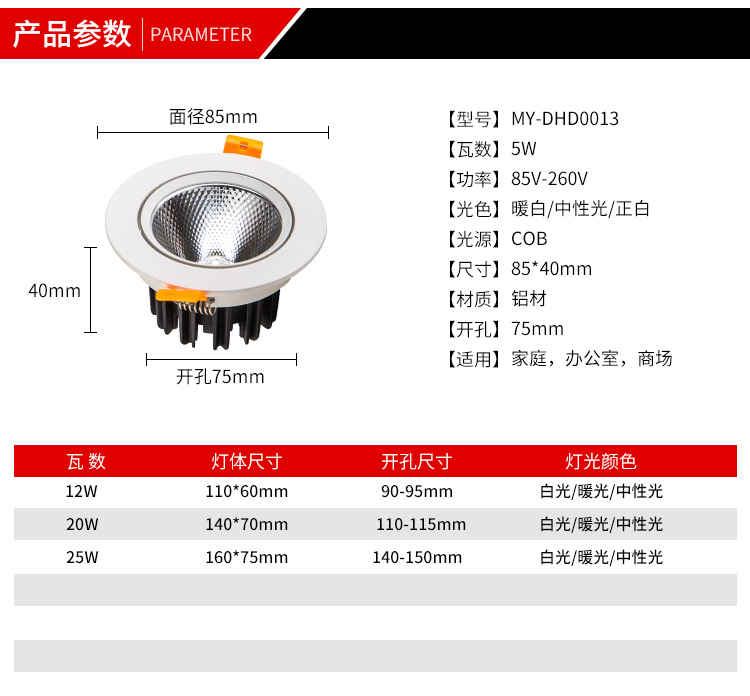 产品参数 PARAMETER
面径85mm
40mm
开孔75mm
【型号】 MY-DHD0013
【瓦数】 5W
【功率】 85V-260V
【光色】 暖白/中性光/正白
【光源】 COB
【尺寸】 85*40mm
【材质】 铝材
【开孔】 75mm
【适用】 家庭，办公室，商场
瓦 数 灯体尺寸 开孔尺寸 灯光颜色
12W 110*60mm 90-95mm 白光/暖光/中性光
20W 140*70mm 110-115mm 白光/暖光/中性光
25W 160*75mm 140-150mm 白光/暖光/中性光